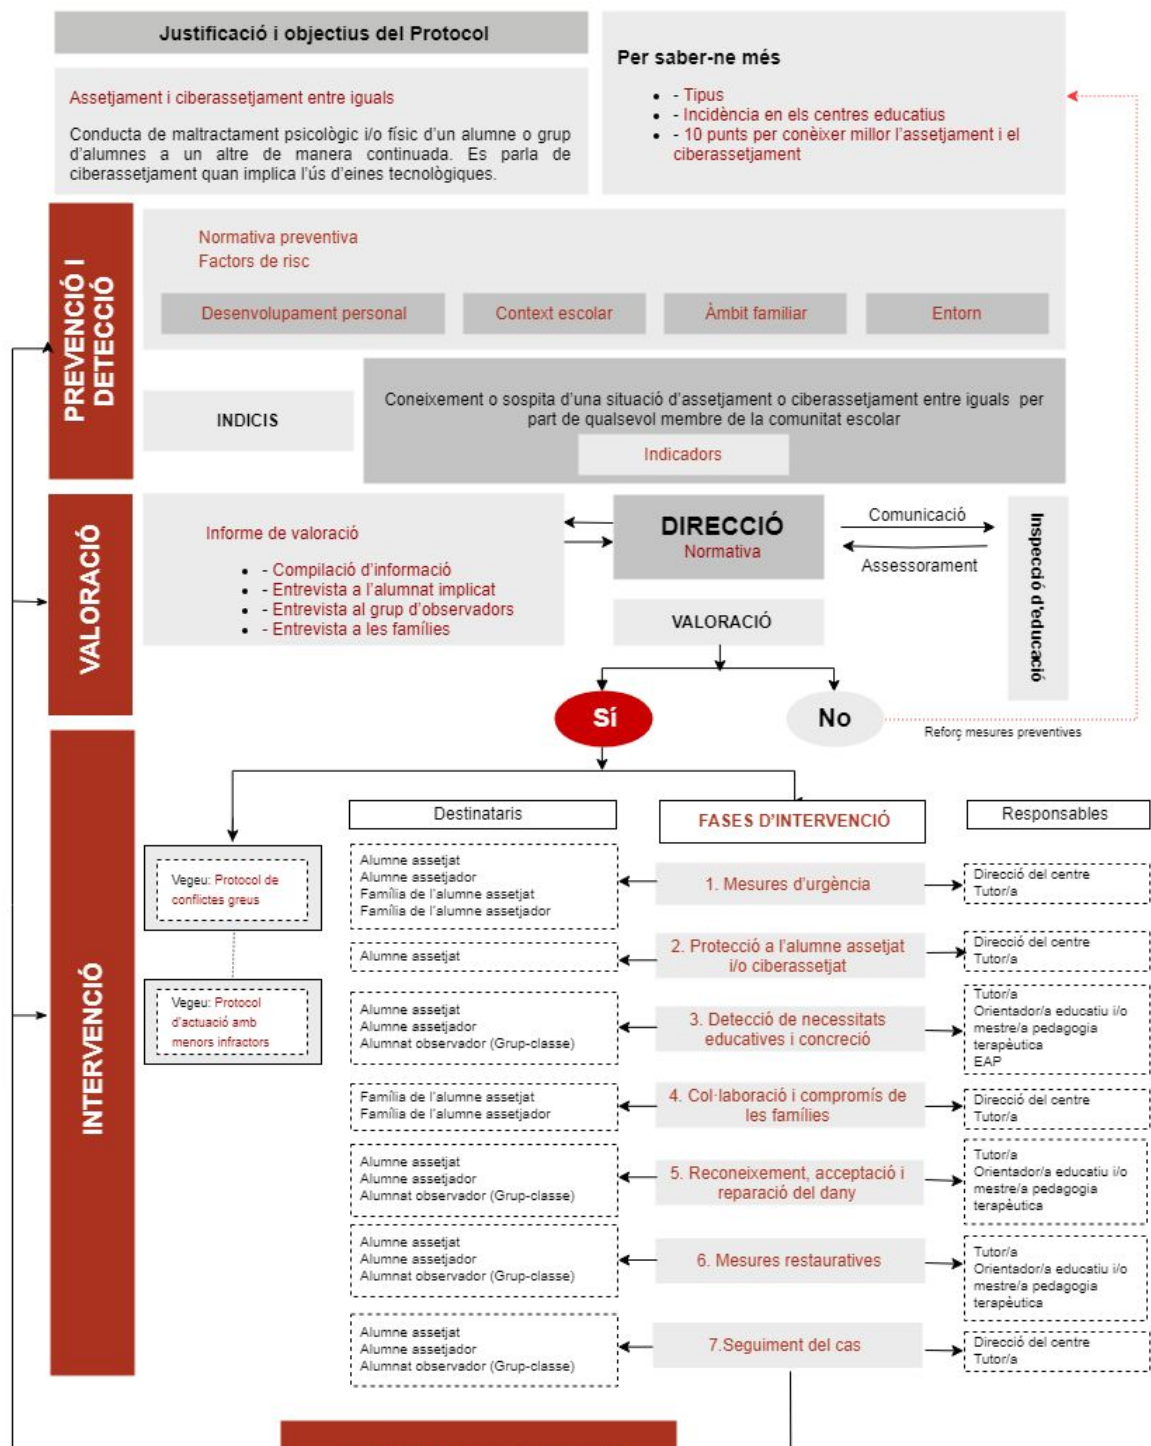 Justificació i objectius del Protocol
Assetjament i ciberassetjament entre iguals
Conducta de maltractament psicològic i/o físic d'un alumne o grup
d'alumnes a un altre de manera continuada. Es parla de
ciberassetjament quan implica l'ús d'eines tecnològiques.
Per saber-ne més
- Tipus
- Incidència en els centres educatius
- 10 punts per conèixer millor l'assetjament i el
ciberassetjament
PREVENCIÓ I
DETECCIÓ
Normativa preventiva
Factors de risc
Desenvolupament personal
Context escolar
Àmbit familiar
Entorn
INDICIS
Coneixement o sospita d'una situació d'assetjament o ciberassetjament entre iguals per
part de qualsevol membre de la comunitat escolar
Indicadors
VALORACIÓ
Informe de valoració
- Compilació d'informació
- Entrevista a l'alumnat implicat
- Entrevista al grup d'observadors
- Entrevista a les famílies
DIRECCIÓ
Normativa
Comunicació
Assessorament
Inspecció d'educació
VALORACIÓ
Sí
No
Reforç mesures preventives
INTERVENCIÓ
Vegeu: Protocol de
conflictes greus
Vegeu: Protocol
d'actuació amb
menors infractors
Destinataris
FASES D'INTERVENCIÓ
Responsables
Alumne assetjat
Alumne assetjador
Família de l'alumne assetjat
Família de l'alumne assetjador
1. Mesures d'urgència
Direcció del centre
Tutor/a
Alumne assetjat
2. Protecció a l'alumne assetjat
i/o ciberassetjat
Direcció del centre
Tutor/a
Alumne assetjat
Alumne assetjador
Alumnat observador (Grup-classe)
3. Detecció de necessitats
educatives i concreció
Tutor/a
Orientador/a educatiu i/o
mestre/a pedagogia
terapèutica
EAP
Família de l'alumne assetjat
Família de l'alumne assetjador
4. Col·laboració i compromís de
les famílies
Direcció del centre
Tutor/a
Alumne assetjat
Alumne assetjador
Alumnat observador (Grup-classe)
5. Reconeixement, acceptació i
reparació del dany
Tutor/a
Orientador/a educatiu i/o
mestre/a pedagogia
terapèutica
Alumne assetjat
Alumne assetjador
Alumnat observador (Grup-classe)
6. Mesures restauratives
Tutor/a
Orientador/a educatiu i/o
mestre/a pedagogia
terapèutica
Alumne assetjat
Alumne assetjador
Alumnat observador (Grup-classe)
7.Seguiment del cas
Direcció del centre
Tutor/a